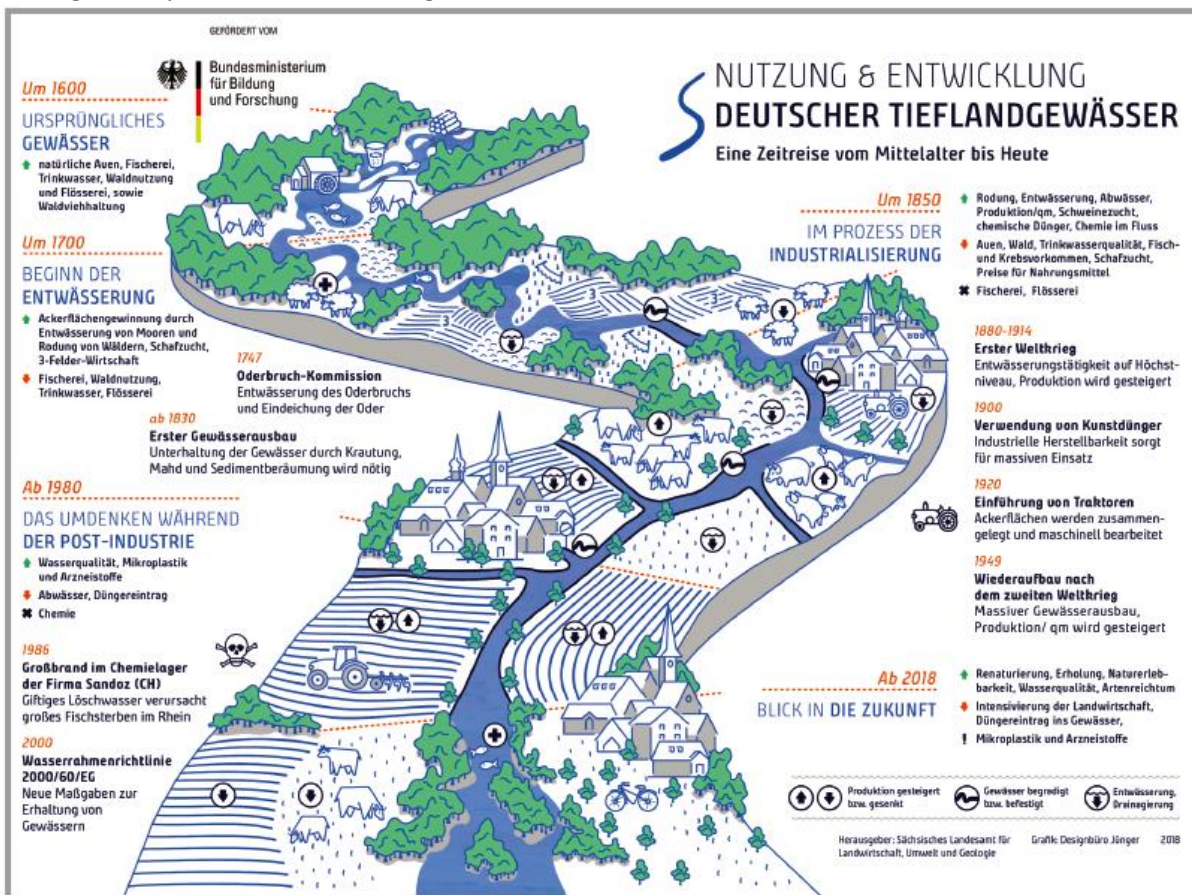 GEFÖRDERT VOM
Bundesministerium
für Bildung
und Forschung
NUTZUNG & ENTWICKLUNG
DEUTSCHER TIEFLANDGEWÄSSER
Eine Zeitreise vom Mittelalter bis Heute
Um 1600
URSPRÜNGLICHES
GEWÄSSER
natürliche Auen, Fischerei,
Trinkwasser, Waldnutzung
und Flösserei, sowie
Waldviehhaltung
Um 1700
BEGINN DER
ENTWÄSSERUNG
Ackerflächengewinnung durch
Entwässerung von Mooren und
Rodung von Wäldern, Schafzucht,
3-Felder-Wirtschaft
Fischerei, Waldnutzung,
Trinkwasser, Flösserei
1747
Oderbruch-Kommission
Entwässerung des Oderbruchs
und Eindeichung der Oder
ab 1830
Erster Gewässerausbau
Unterhaltung der Gewässer durch Krautung,
Mahd und Sedimentberäumung wird nötig
3
3
3
Um 1850
IM PROZESS DER
INDUSTRIALISIERUNG
Rodung, Entwässerung, Abwässer,
Produktion/qm, Schweinezucht,
chemische Dünger, Chemie im Fluss
Auen, Wald, Trinkwasserqualität, Fisch-
und Krebsvorkommen, Schafzucht,
Preise für Nahrungsmittel
Fischerei, Flösserei
1880-1914
Erster Weltkrieg
Entwässerungstätigkeit auf Höchst-
niveau, Produktion wird gesteigert
1900
Verwendung von Kunstdünger
Industrielle Herstellbarkeit sorgt
für massiven Einsatz
1920
Einführung von Traktoren
Ackerflächen werden zusammen-
gelegt und maschinell bearbeitet
1949
Wiederaufbau nach
dem zweiten Weltkrieg
Massiver Gewässerausbau,
Produktion/ qm wird gesteigert
Ab 1980
DAS UMDENKEN WÄHREND
DER POST-INDUSTRIE
Wasserqualität, Mikroplastik
und Arzneistoffe
Abwässer, Düngereintrag
Chemie
1986
Großbrand im Chemielager
der Firma Sandoz (CH)
Giftiges Löschwasser verursacht
großes Fischsterben im Rhein
2000
Wasserrahmenrichtlinie
2000/60/EG
Neue Maßgaben zur
Erhaltung von
Gewässern
Ab 2018
BLICK IN DIE ZUKUNFT
Renaturierung, Erholung, Naturerleb-
barkeit, Wasserqualität, Artenreichtum
Intensivierung der Landwirtschaft,
Düngereintrag ins Gewässer,
! Mikroplastik und Arzneistoffe
Produktion gesteigert
bzw. gesenkt
Gewässer begradigt
bzw. befestigt
Entwässerung,
Drainagierung
Herausgeber: Sächsisches Landesamt für
Landwirtschaft, Umwelt und Geologie
Grafik: Designbüro Jünger 2018